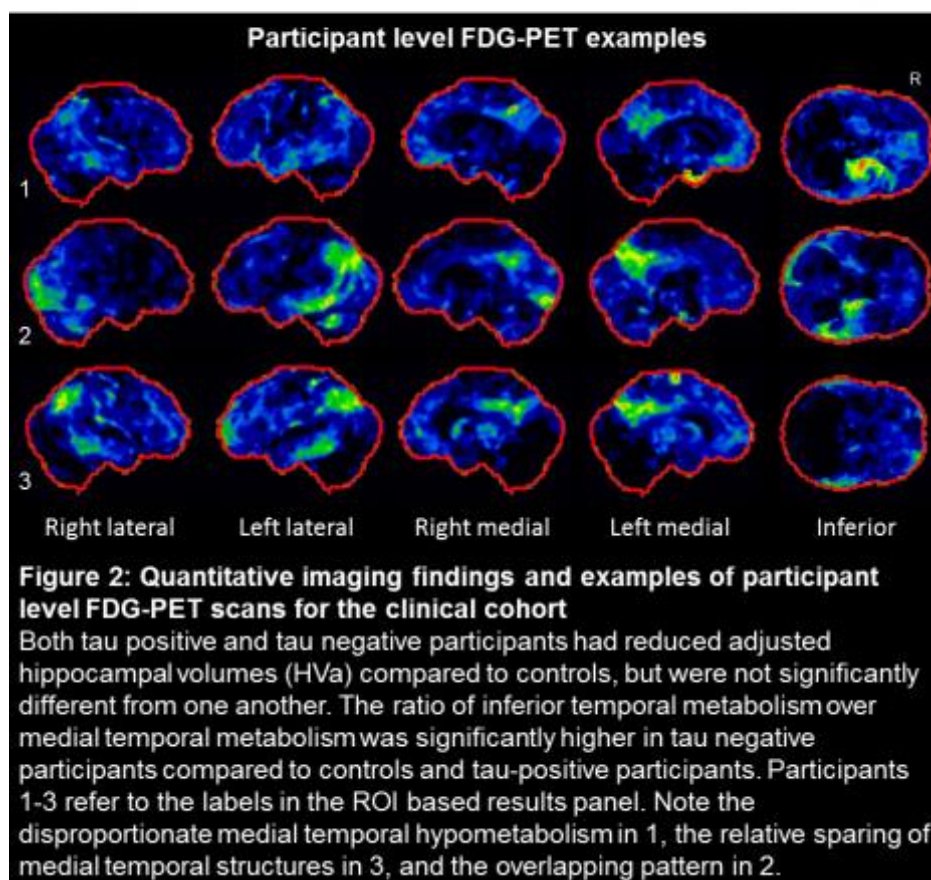 Participant level FDG-PET examples
R
1
2
3
Right lateral Left lateral Right medial Left medial Inferior
Figure 2: Quantitative imaging findings and examples of participant
level FDG-PET scans for the clinical cohort
Both tau positive and tau negative participants had reduced adjusted
hippocampal volumes (HVa) compared to controls, but were not significantly
different from one another. The ratio of inferior temporal metabolism over
medial temporal metabolism was significantly higher in tau negative
participants compared to controls and tau-positive participants. Participants
1-3 refer to the labels in the ROI based results panel. Note the
disproportionate medial temporal hypometabolism in 1, the relative sparing of
medial temporal structures in 3, and the overlapping pattern in 2.